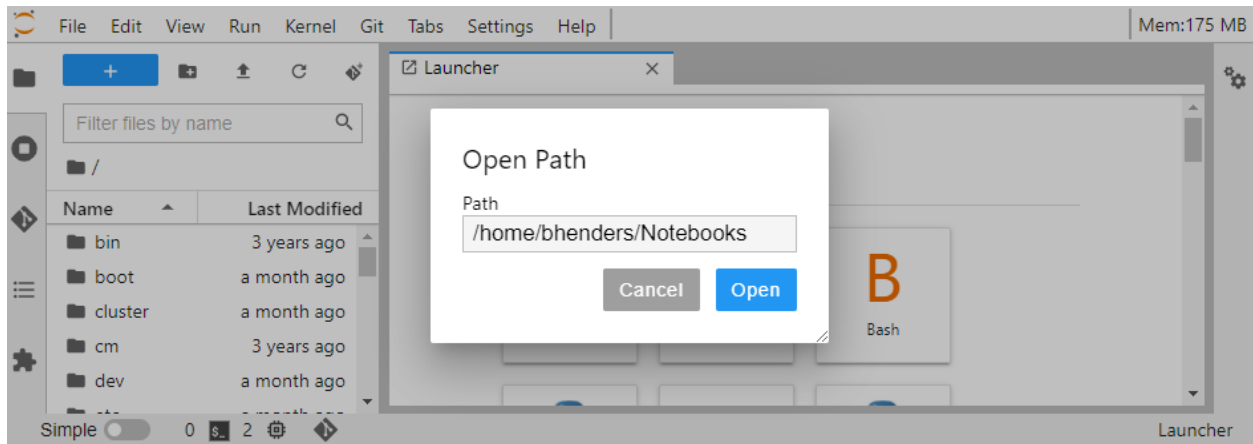 File Edit View Run Kernel Git Tabs Settings Help Mem:175 MB
+
Launcher
Filter files by name
/
Name Last Modified
bin 3 years ago
boot a month ago
cluster a month ago
cm 3 years ago
dev a month ago
Open Path
Path
/home/bhenders/Notebooks
Cancel Open
B
Bash
Simple 0 $_ 2 Launcher